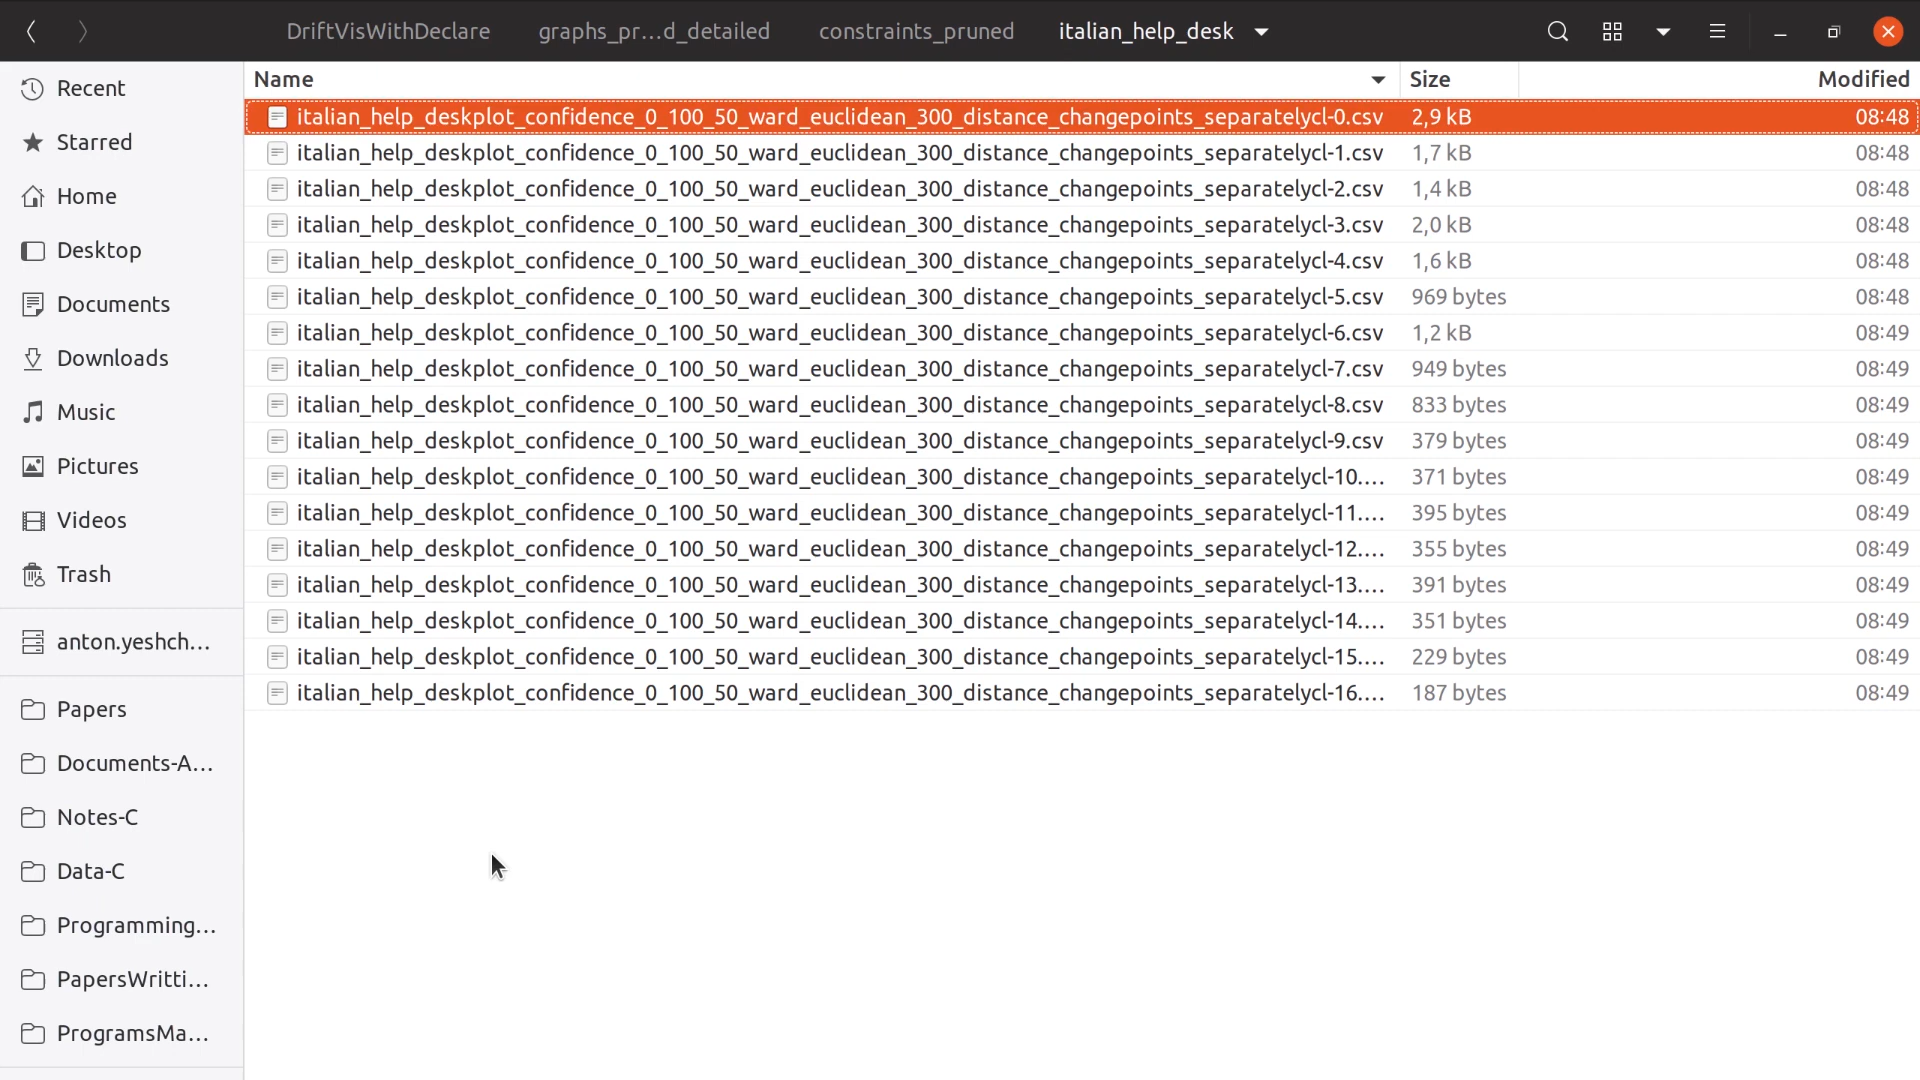 DriftVisWithDeclare graphs_pr...d_detailed constraints_pruned italian_help_desk
Name Size Modified
Recent
Starred
Home
Desktop
Documents
Downloads
Music
Pictures
Videos
Trash
anton.yeshch...
Papers
Documents-A...
Notes-C
Data-C
Programming...
PapersWritti...
ProgramsMa...
italian_help_deskplot_confidence_0_100_50_ward_euclidean_300_distance_changepoints_separatelycl-0.csv 2,9 kB 08:48
italian_help_deskplot_confidence_0_100_50_ward_euclidean_300_distance_changepoints_separatelycl-1.csv 1,7 kB 08:48
italian_help_deskplot_confidence_0_100_50_ward_euclidean_300_distance_changepoints_separatelycl-2.csv 1,4 kB 08:48
italian_help_deskplot_confidence_0_100_50_ward_euclidean_300_distance_changepoints_separatelycl-3.csv 2,0 kB 08:48
italian_help_deskplot_confidence_0_100_50_ward_euclidean_300_distance_changepoints_separatelycl-4.csv 1,6 kB 08:48
italian_help_deskplot_confidence_0_100_50_ward_euclidean_300_distance_changepoints_separatelycl-5.csv 969 bytes 08:48
italian_help_deskplot_confidence_0_100_50_ward_euclidean_300_distance_changepoints_separatelycl-6.csv 1,2 kB 08:49
italian_help_deskplot_confidence_0_100_50_ward_euclidean_300_distance_changepoints_separatelycl-7.csv 949 bytes 08:49
italian_help_deskplot_confidence_0_100_50_ward_euclidean_300_distance_changepoints_separatelycl-8.csv 833 bytes 08:49
italian_help_deskplot_confidence_0_100_50_ward_euclidean_300_distance_changepoints_separatelycl-9.csv 379 bytes 08:49
italian_help_deskplot_confidence_0_100_50_ward_euclidean_300_distance_changepoints_separatelycl-10.... 371 bytes 08:49
italian_help_deskplot_confidence_0_100_50_ward_euclidean_300_distance_changepoints_separatelycl-11.... 395 bytes 08:49
italian_help_deskplot_confidence_0_100_50_ward_euclidean_300_distance_changepoints_separatelycl-12.... 355 bytes 08:49
italian_help_deskplot_confidence_0_100_50_ward_euclidean_300_distance_changepoints_separatelycl-13.... 391 bytes 08:49
italian_help_deskplot_confidence_0_100_50_ward_euclidean_300_distance_changepoints_separatelycl-14.... 351 bytes 08:49
italian_help_deskplot_confidence_0_100_50_ward_euclidean_300_distance_changepoints_separatelycl-15.... 229 bytes 08:49
italian_help_deskplot_confidence_0_100_50_ward_euclidean_300_distance_changepoints_separatelycl-16.... 187 bytes 08:49